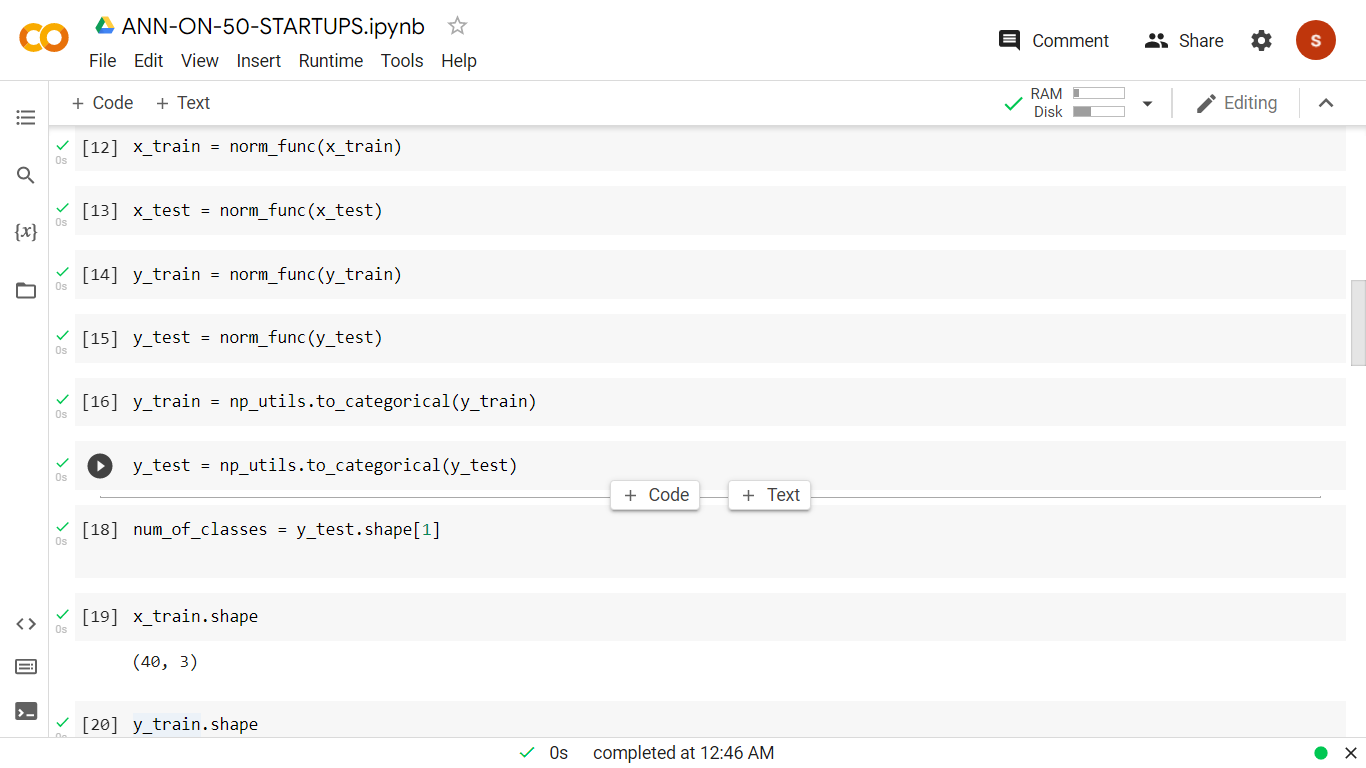 ANN-ON-50-STARTUPS.ipynb
File Edit View Insert Runtime Tools Help
Comment Share S
+ Code + Text
RAM
Disk
Editing
[12] x_train = norm_func(x_train)
0s
[13] x_test = norm_func(x_test)
0s
[14] y_train = norm_func(y_train)
0s
[15] y_test = norm_func(y_test)
0s
[16] y_train = np_utils.to_categorical(y_train)
0s
y_test = np_utils.to_categorical(y_test)
0s
+ Code + Text
[18] num_of_classes = y_test.shape[1]
0s
[19] x_train.shape
0s
(40, 3)
[20] y_train.shape
0s
{x}
0s completed at 12:46 AM